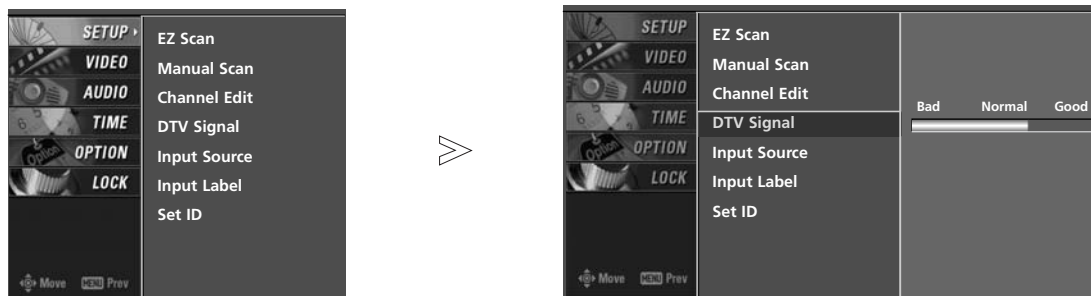 SETUP
VIDEO
AUDIO
TIME
OPTION
LOCK
Move MENU Prev
EZ Scan
Manual Scan
Channel Edit
DTV Signal
Input Source
Input Label
Set ID
SETUP
VIDEO
AUDIO
TIME
OPTION
LOCK
Move MENU Prev
EZ Scan
Manual Scan
Channel Edit
DTV Signal
Input Source
Input Label
Set ID
Bad Normal Good